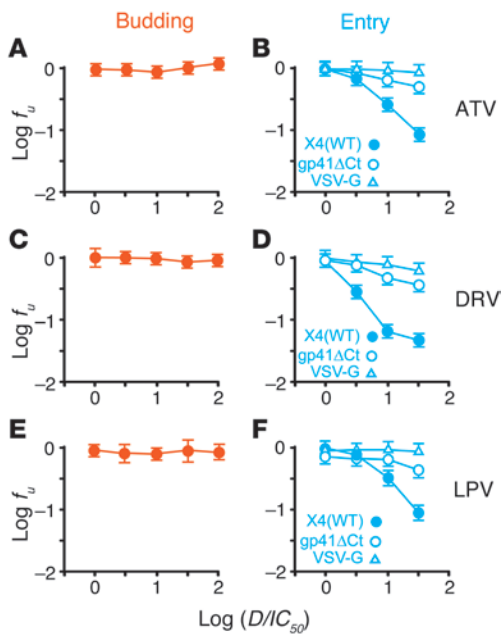 Budding Entry
A B
Log fu
0
−1
−2
0 1 2
0
−1
−2
0 1 2
X4(WT)
gp41ΔCt
VSV-G
ATV
C D
Log fu
0
−1
−2
0 1 2
0
−1
−2
0 1 2
X4(WT)
gp41ΔCt
VSV-G
DRV
E F
Log fu
0
−1
−2
0 1 2
0
−1
−2
0 1 2
X4(WT)
gp41ΔCt
VSV-G
LPV
Log (D/IC50)